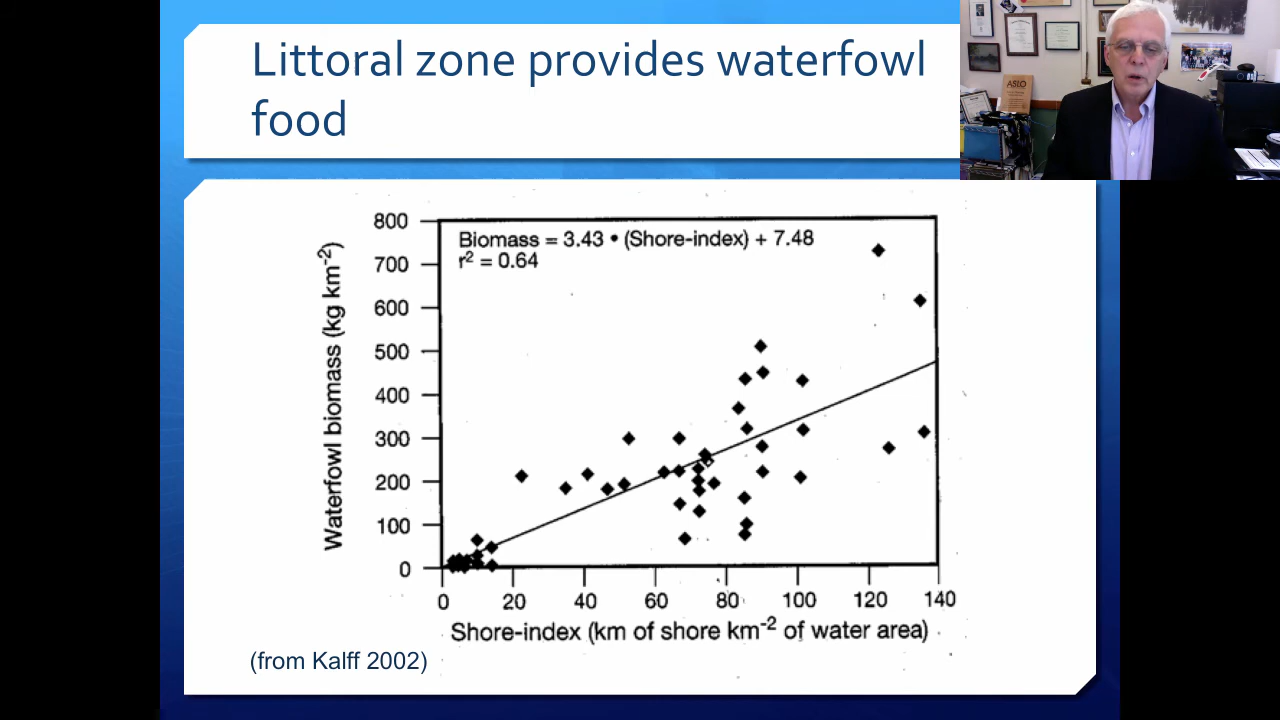 Littoral zone provides waterfowl
food
ASLO
800
700
600
500
400
300
200
100
0
Waterfowl biomass (kg km-2)
Biomass = 3.43 • (Shore-index) + 7.48
r2 = 0.64
0 20 40 60 80 100 120 140
Shore-index (km of shore km-2 of water area)
(from Kalff 2002)